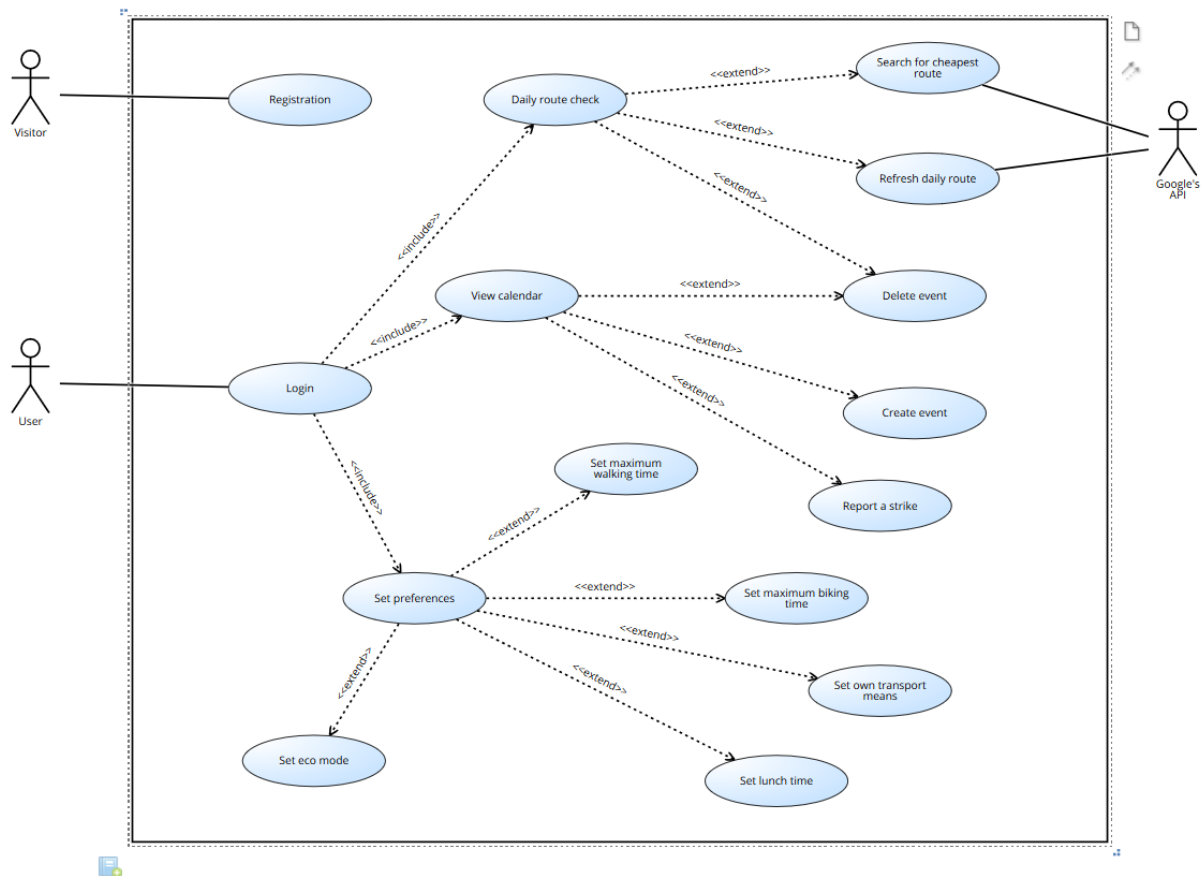 Search for cheapest
route
<<extend>>
Daily route check
Registration
Visitor
<<extend>>
Refresh daily route
Google's
API
<<extend>>
<<include>>
View calendar
<<extend>>
Delete event
<<include>>
<<extend>>
Login
<<extend>>
Create event
User
Set maximum
walking time
<<include>>
Report a strike
<<extend>>
<<extend>>
Set maximum biking
time
Set preferences
<<extend>>
<<extend>>
<<extend>>
Set own transport
means
Set eco mode
Set lunch time